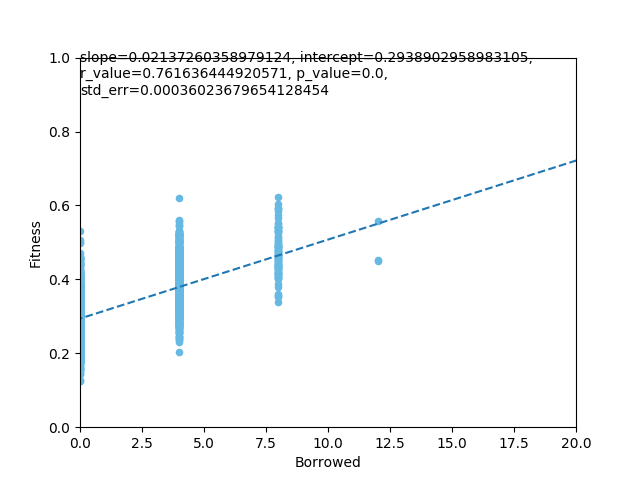 slope=0.02137260358979124, intercept=0.2938902958983105,
r_value=0.761636444920571, p_value=0.0,
std_err=0.00036023679654128454
1.0
0.8
0.6
0.4
0.2
0.0
Fitness
0.0 2.5 5.0 7.5 10.0 12.5 15.0 17.5 20.0
Borrowed